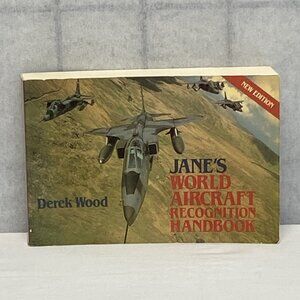 NEW EDITION
JANE'S
WORLD
AIRCRAFT
RECOGNITION
HANDBOOK
Derek Wood